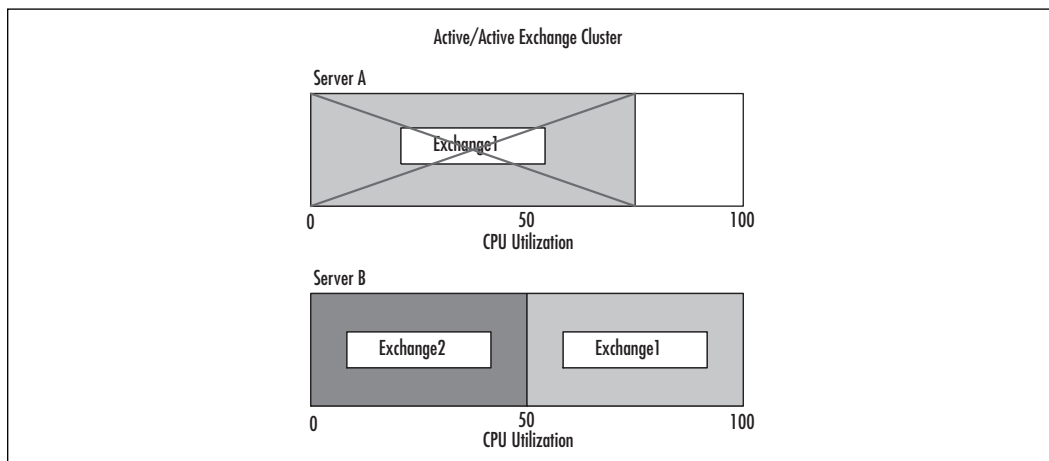 Active/Active Exchange Cluster
Server A
Exchange1
0 50 100
CPU Utilization
Server B
Exchange2 Exchange1
0 50 100
CPU Utilization